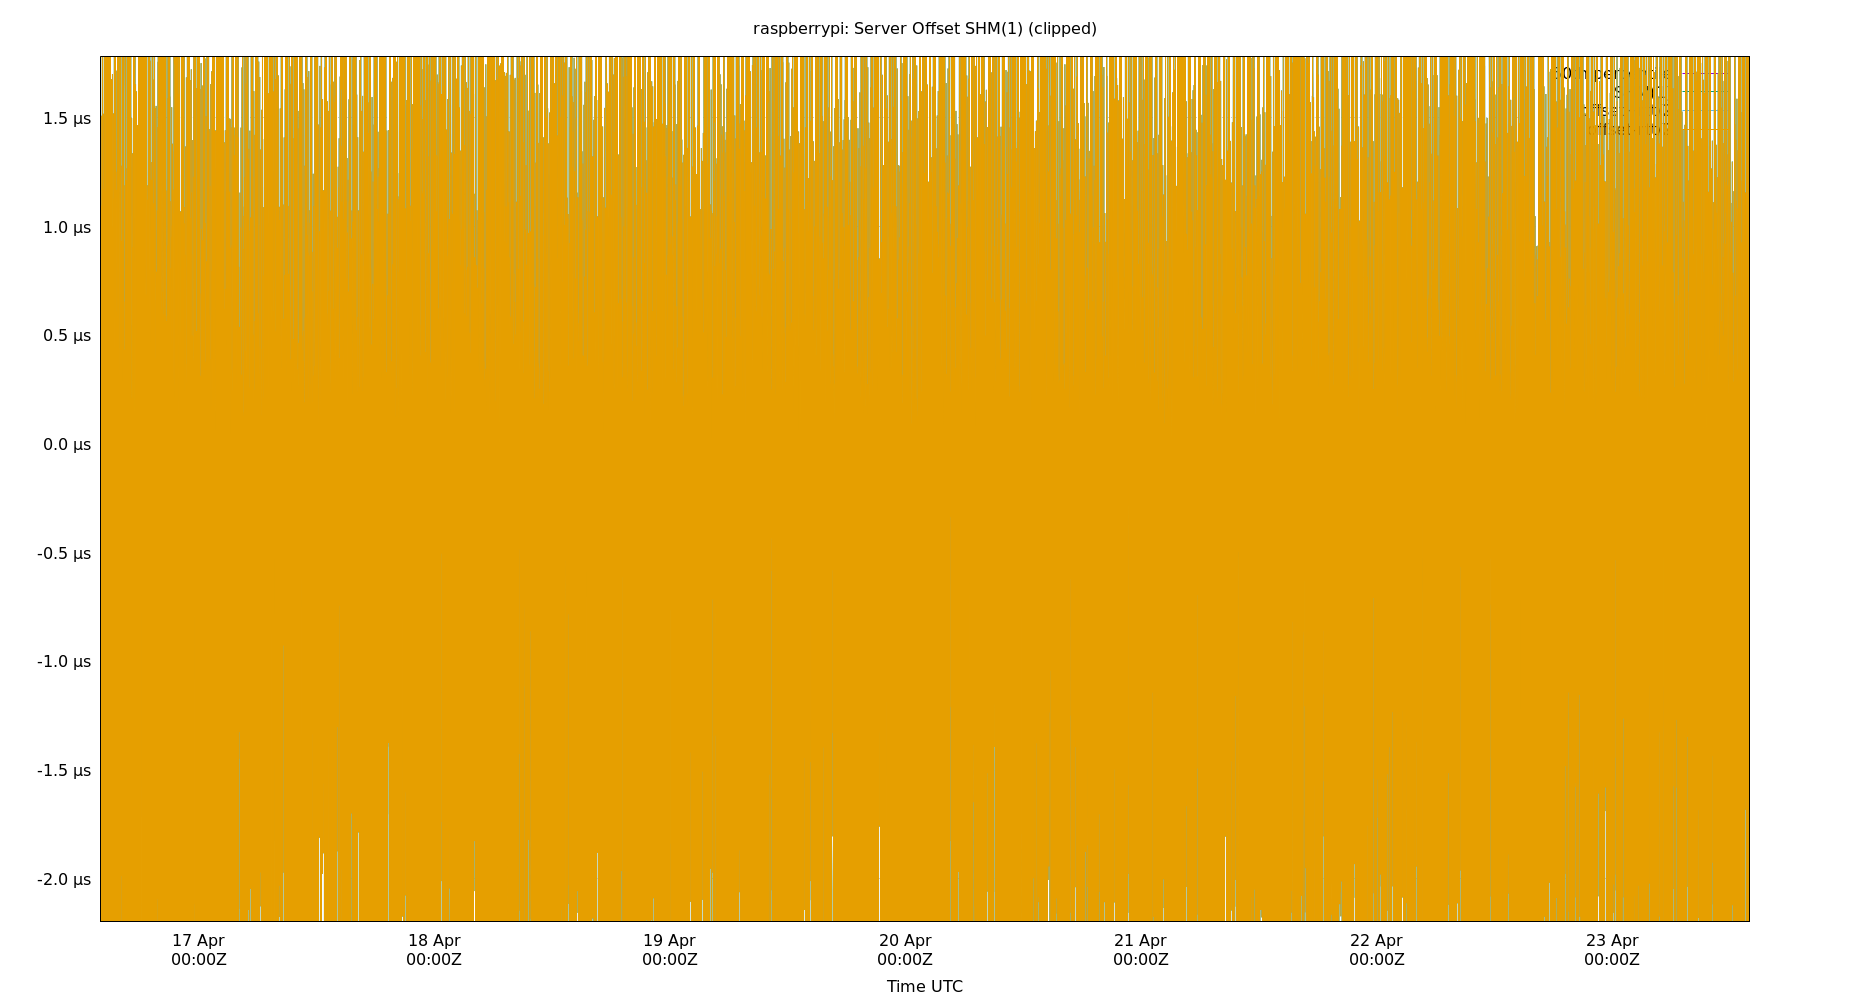 raspberrypi: Server Offset SHM(1) (clipped)
1.5 µs
1.0 µs
0.5 µs
0.0 µs
-0.5 µs
-1.0 µs
-1.5 µs
-2.0 µs
17 Apr 18 Apr 19 Apr 20 Apr 21 Apr 22 Apr 23 Apr
00:00Z 00:00Z 00:00Z 00:00Z 00:00Z 00:00Z 00:00Z
Time UTC